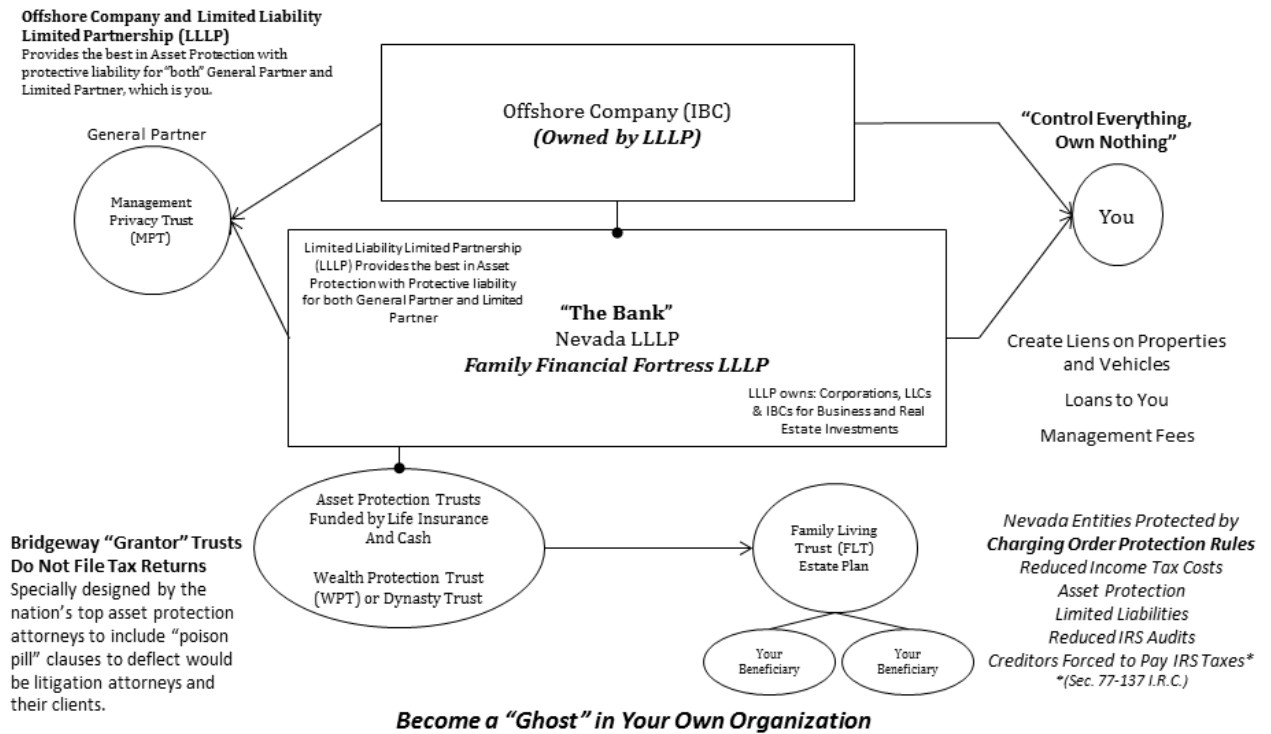 Offshore Company and Limited Liability
Limited Partnership (LLLP)
Provides the best in Asset Protection with
protective liability for “both” General Partner and
Limited Partner, which is you.
General Partner
Management
Privacy Trust
(MPT)
Offshore Company (IBC)
(Owned by LLLP)
“Control Everything,
Own Nothing”
You
Limited Liability Limited Partnership
(LLLP) Provides the best in Asset
Protection with Protective liability
for both General Partner and Limited
Partner
“The Bank”
Nevada LLLP
Family Financial Fortress LLLP
LLLP owns: Corporations, LLCs
& IBCs for Business and Real
Estate Investments
Create Liens on Properties
and Vehicles
Loans to You
Management Fees
Asset Protection Trusts
Funded by Life Insurance
And Cash
Wealth Protection Trust
(WPT) or Dynasty Trust
Family Living
Trust (FLT)
Estate Plan
Your
Beneficiary
Your
Beneficiary
Bridgeway “Grantor” Trusts
Do Not File Tax Returns
Specially designed by the
nation’s top asset protection
attorneys to include “poison
pill” clauses to deflect would
be litigation attorneys and
their clients.
Nevada Entities Protected by
Charging Order Protection Rules
Reduced Income Tax Costs
Asset Protection
Limited Liabilities
Reduced IRS Audits
Creditors Forced to Pay IRS Taxes*
*(Sec. 77-137 I.R.C.)
Become a “Ghost” in Your Own Organization